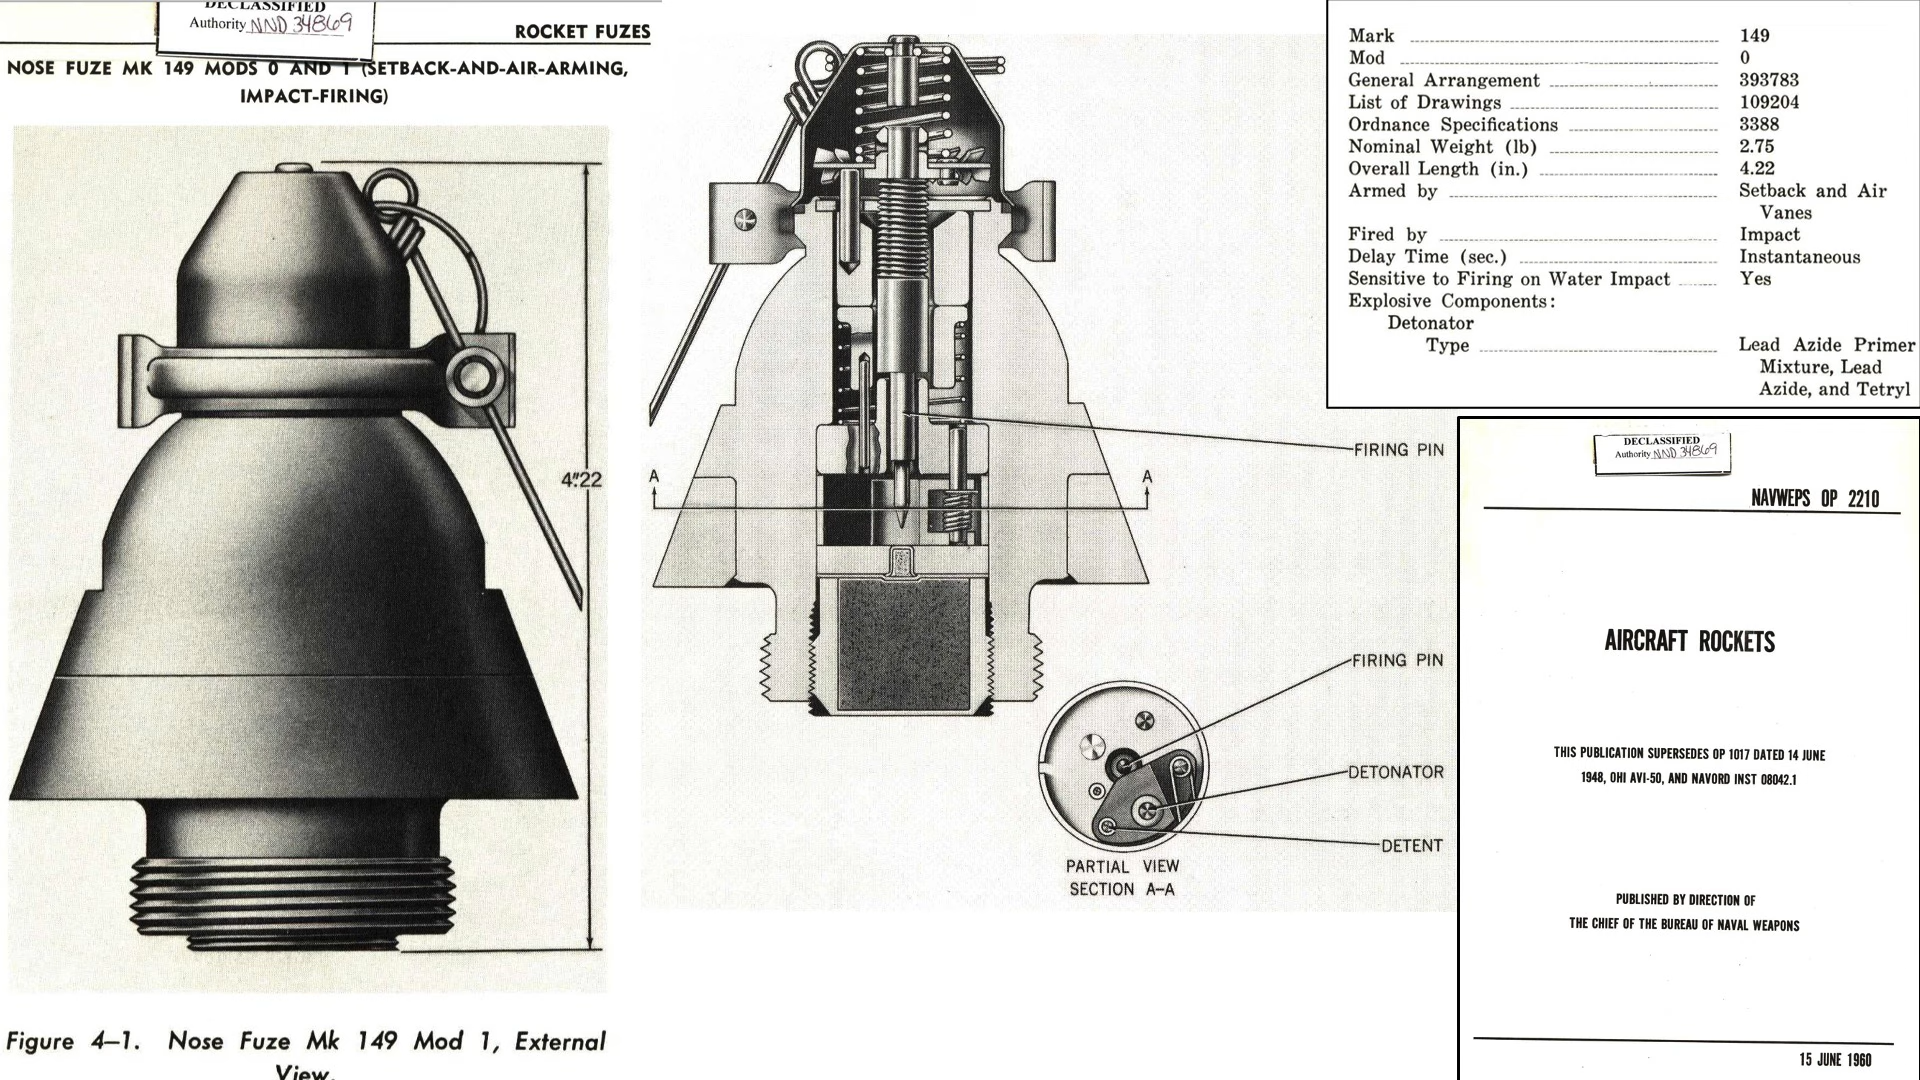 DECLASSIFIED
Authority NND 34869
ROCKET FUZES
NOSE FUZE MK 149 MODS 0 AND 1 (SETBACK-AND-AIR-ARMING,
IMPACT-FIRING)
4".22
Figure 4–1. Nose Fuze Mk 149 Mod 1, External
View.
FIRING PIN
A
A
FIRING PIN
DETONATOR
DETENT
PARTIAL VIEW
SECTION A–A
Mark 149
Mod 0
General Arrangement 393783
List of Drawings 109204
Ordnance Specifications 3388
Nominal Weight (lb) 2.75
Overall Length (in.) 4.22
Armed by Setback and Air
Vanes
Fired by Impact
Delay Time (sec.) Instantaneous
Sensitive to Firing on Water Impact Yes
Explosive Components:
Detonator
Type Lead Azide Primer
Mixture, Lead
Azide, and Tetryl
DECLASSIFIED
Authority NND 34869
NAVWEPS OP 2210
AIRCRAFT ROCKETS
THIS PUBLICATION SUPERSEDES OP 1017 DATED 14 JUNE
1948, OHI AVI-50, AND NAVORD INST 08042.1
PUBLISHED BY DIRECTION OF
THE CHIEF OF THE BUREAU OF NAVAL WEAPONS
15 JUNE 1960